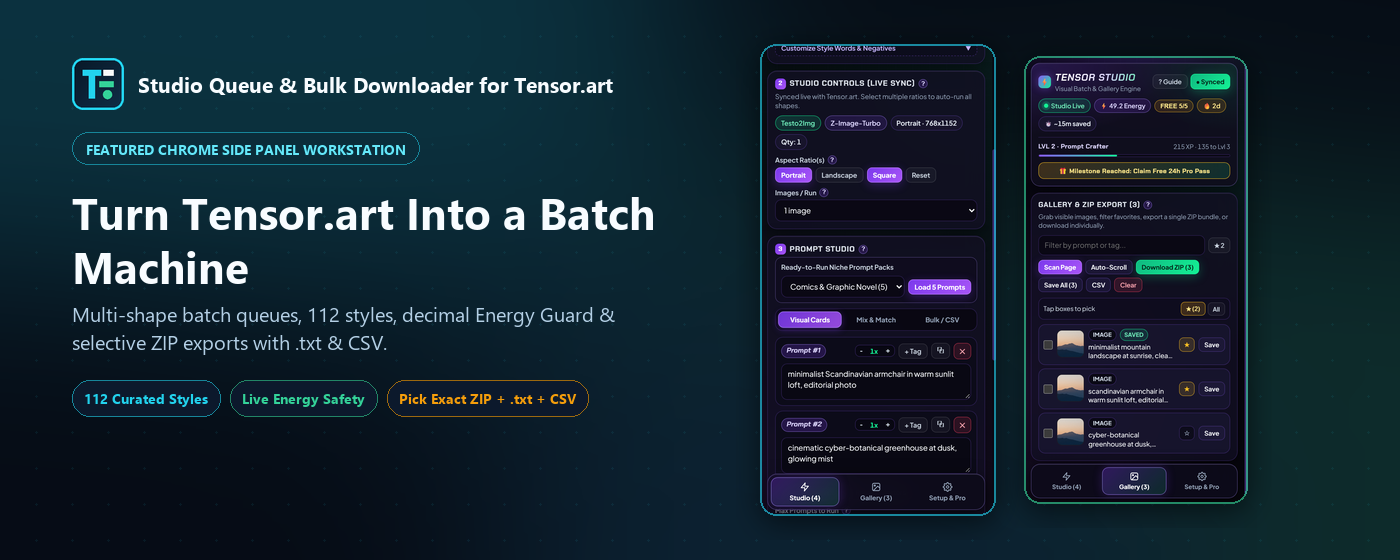 TF
Studio Queue & Bulk Downloader for Tensor.art
FEATURED CHROME SIDE PANEL WORKSTATION
Turn Tensor.art Into a Batch
Machine
Multi-shape batch queues, 112 styles, decimal Energy Guard &
selective ZIP exports with .txt & CSV.
112 Curated Styles
Live Energy Safety
Pick Exact ZIP + .txt + CSV
Customize Style Words & Negatives ▼
2 STUDIO CONTROLS (LIVE SYNC) ?
Synced live with Tensor.art. Select multiple ratios to auto-run all
shapes.
Testo2Img Z-Image-Turbo Portrait · 768x1152
Qty: 1
Aspect Ratio(s) ?
Portrait Landscape Square Reset
Images / Run ?
1 image
3 PROMPT STUDIO ?
Ready-to-Run Niche Prompt Packs
Comics & Graphic Novel (5) Load 5 Prompts
Visual Cards Mix & Match Bulk / CSV
Prompt #1 - 1x + + Tag ✕
minimalist Scandinavian armchair in warm sunlit
loft, editorial photo
Prompt #2 - 1x + + Tag ✕
cinematic cyber-botanical greenhouse at dusk,
glowing mist
Studio (4) Gallery (3) Setup & Pro
Max Prompts to Run ?
TENSOR STUDIO
Visual Batch & Gallery Engine
? Guide ● Synced
Studio Live 49.2 Energy FREE 5/5 2d
~15m saved
LVL 2 · Prompt Crafter 215 XP · 135 to Lvl 3
Milestone Reached: Claim Free 24h Pro Pass
GALLERY & ZIP EXPORT (3) ?
Grab visible images, filter favorites, export a single ZIP bundle, or
download individually.
Filter by prompt or tag... ★ 2
Scan Page Auto-Scroll Download ZIP (3)
Save All (3) CSV Clear
Tap boxes to pick ★ (2) All
IMAGE SAVED
minimalist mountain
landscape at sunrise, clea...
★ Save
IMAGE
scandinavian armchair in
warm sunlit loft, editorial...
★ Save
IMAGE
cyber-botanical
greenhouse at dusk,...
☆ Save
Studio (4) Gallery (3) Setup & Pro